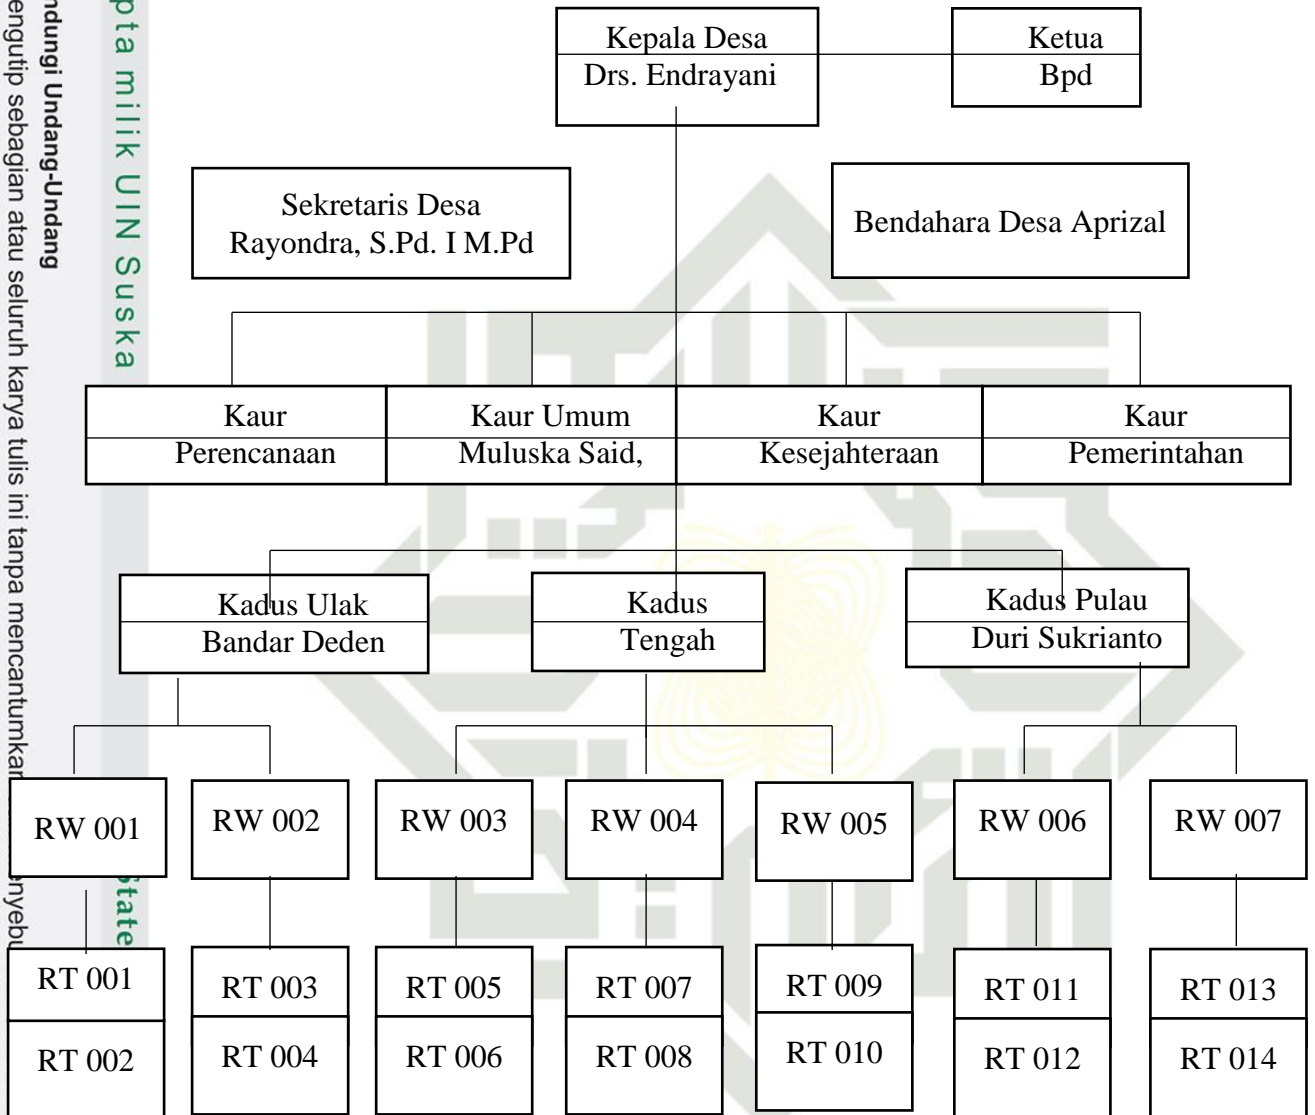 Kepala Desa
Drs. Endrayani
Ketua
Bpd
Sekretaris Desa
Rayondra, S.Pd. I M.Pd
Bendahara Desa Aprizal
Kaur
Perencanaan
Kaur Umum
Muluska Said,
Kaur
Kesejahteraan
Kaur
Pemerintahan
Kadus Ulak
Bandar Deden
Kadus
Tengah
Kadus Pulau
Duri Sukrianto
RW 001
RW 002
RW 003
RW 004
RW 005
RW 006
RW 007
RT 001
RT 003
RT 005
RT 007
RT 009
RT 011
RT 013
RT 002
RT 004
RT 006
RT 008
RT 010
RT 012
RT 014
pta milik UIN Suska
State
ndungi Undang-Undang
engutip sebagian atau seluruh karya tulis ini tanpa mencantumkan